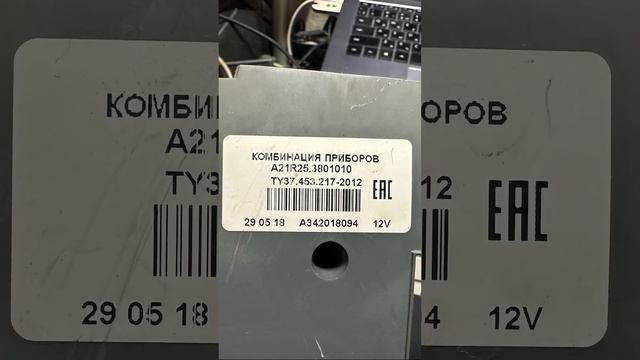 КОМБИНАЦИЯ ПРИБОРОВ
A21R25.3801010
ТУ37.453.217-2012
EAC
29 05 18 A342018094 12V